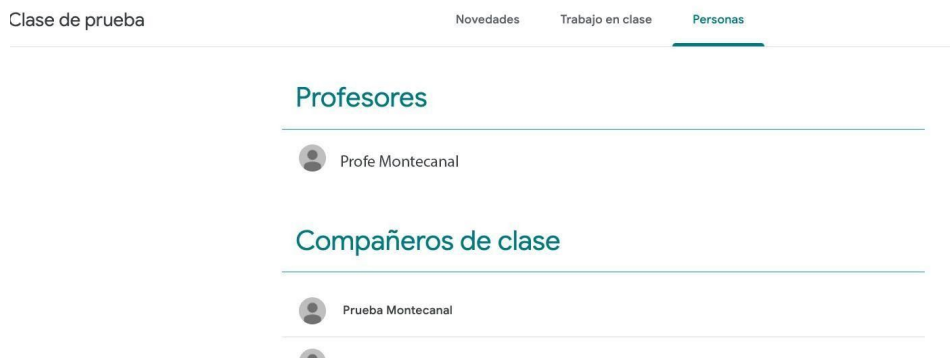 Clase de prueba
Novedades Trabajo en clase Personas
Profesores
Profe Montecanal
Compañeros de clase
Prueba Montecanal